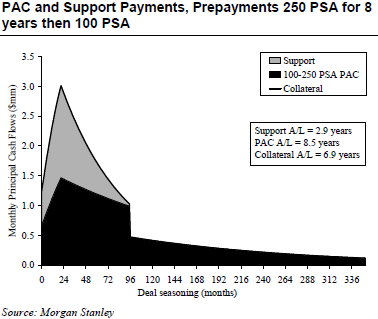 PAC and Support Payments, Prepayments 250 PSA for 8
years then 100 PSA
Monthly Principal Cash Flows ($mm)
3.5
3.0
2.5
2.0
1.5
1.0
0.5
0.0
Support
100-250 PSA PAC
Collateral
Support A/L = 2.9 years
PAC A/L = 8.5 years
Collateral A/L = 6.9 years
0 24 48 72 96 120 144 168 192 216 240 264 288 312 336
Deal seasoning (months)
Source: Morgan Stanley